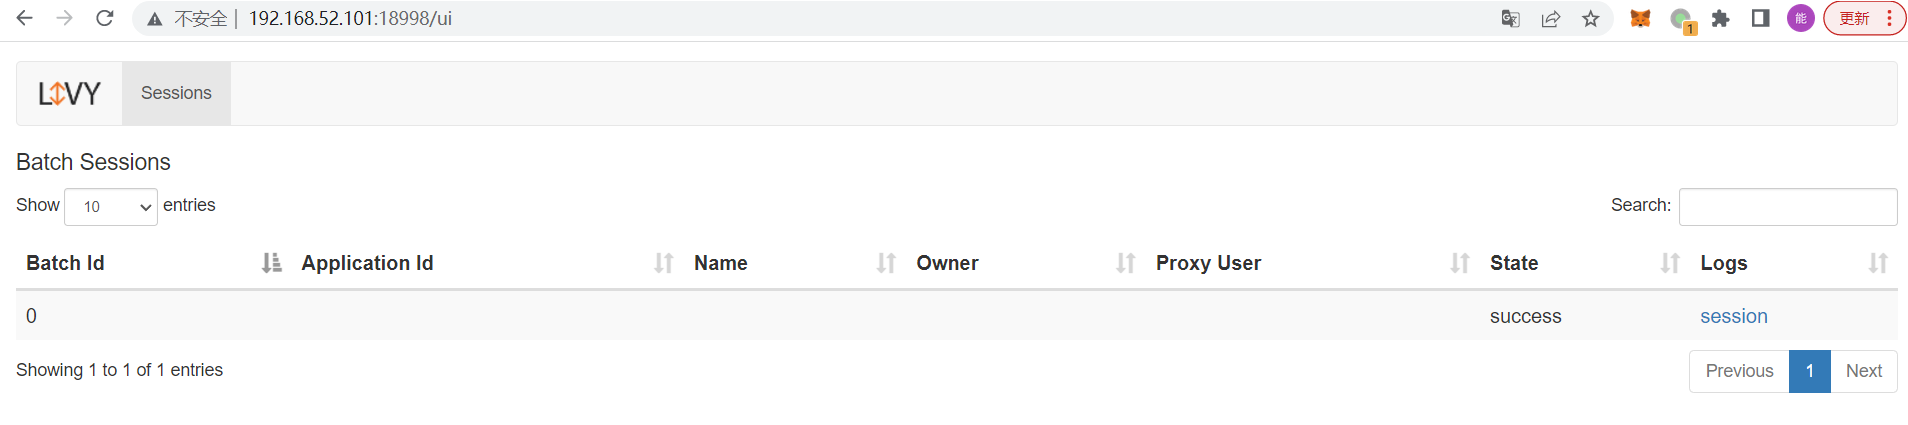 不安全 | 192.168.52.101:18998/ui
1
能
更新
LIVY Sessions
Batch Sessions
Show 10 entries Search:
Batch Id Application Id Name Owner Proxy User State Logs
0 success session
Showing 1 to 1 of 1 entries Previous 1 Next